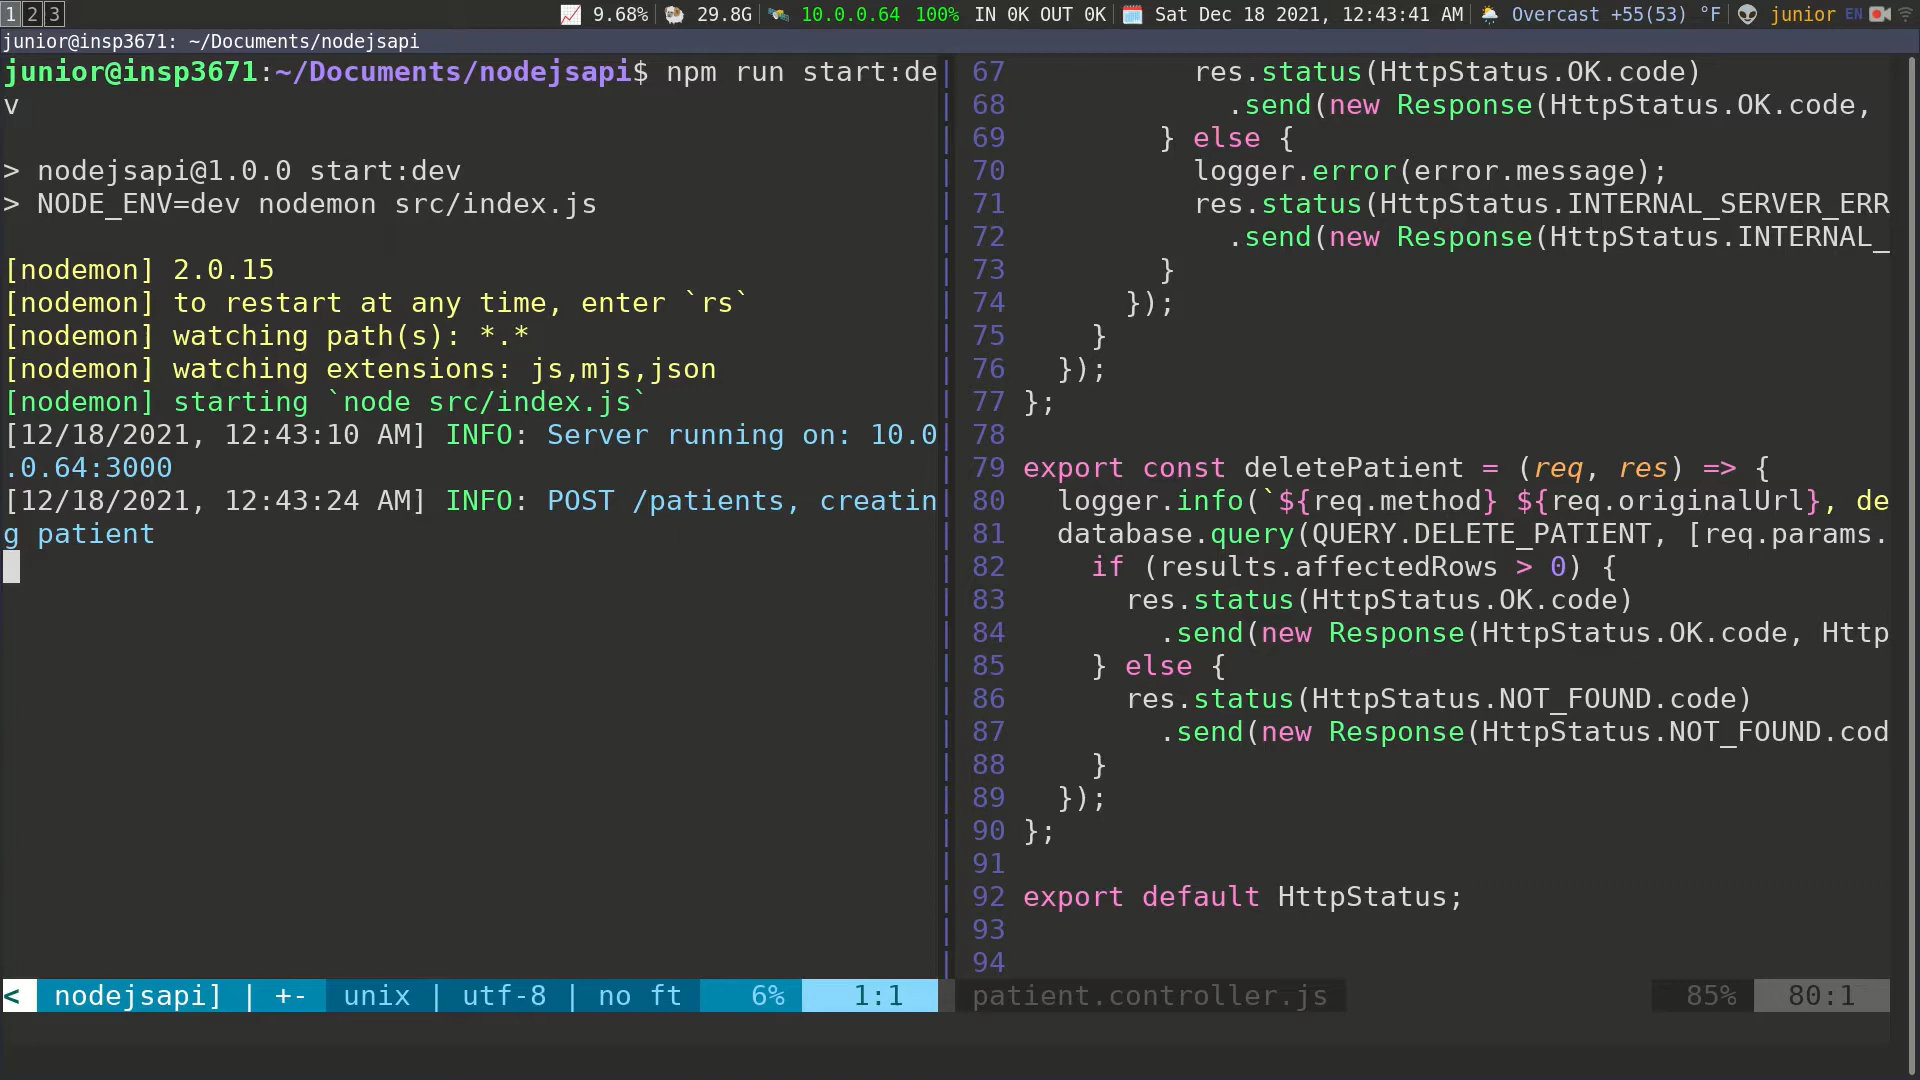 1 2 3 9.68% 29.8G 10.0.0.64 100% IN 0K OUT 0K Sat Dec 18 2021, 12:43:41 AM Overcast +55(53) °F junior EN
junior@insp3671: ~/Documents/nodejsapi
junior@insp3671:~/Documents/nodejsapi$ npm run start:de
v
> nodejsapi@1.0.0 start:dev
> NODE_ENV=dev nodemon src/index.js
[nodemon] 2.0.15
[nodemon] to restart at any time, enter `rs`
[nodemon] watching path(s): *.*
[nodemon] watching extensions: js,mjs,json
[nodemon] starting `node src/index.js`
[12/18/2021, 12:43:10 AM] INFO: Server running on: 10.0
.0.64:3000
[12/18/2021, 12:43:24 AM] INFO: POST /patients, creatin
g patient
< nodejsapi] | +- unix | utf-8 | no ft 6% 1:1
67 res.status(HttpStatus.OK.code)
68 .send(new Response(HttpStatus.OK.code,
69 } else {
70 logger.error(error.message);
71 res.status(HttpStatus.INTERNAL_SERVER_ERR
72 .send(new Response(HttpStatus.INTERNAL_
73 }
74 });
75 }
76 });
77 };
78
79 export const deletePatient = (req, res) => {
80 logger.info(`${req.method} ${req.originalUrl}, de
81 database.query(QUERY.DELETE_PATIENT, [req.params.
82 if (results.affectedRows > 0) {
83 res.status(HttpStatus.OK.code)
84 .send(new Response(HttpStatus.OK.code, Http
85 } else {
86 res.status(HttpStatus.NOT_FOUND.code)
87 .send(new Response(HttpStatus.NOT_FOUND.cod
88 }
89 });
90 };
91
92 export default HttpStatus;
93
94
patient.controller.js 85% 80:1